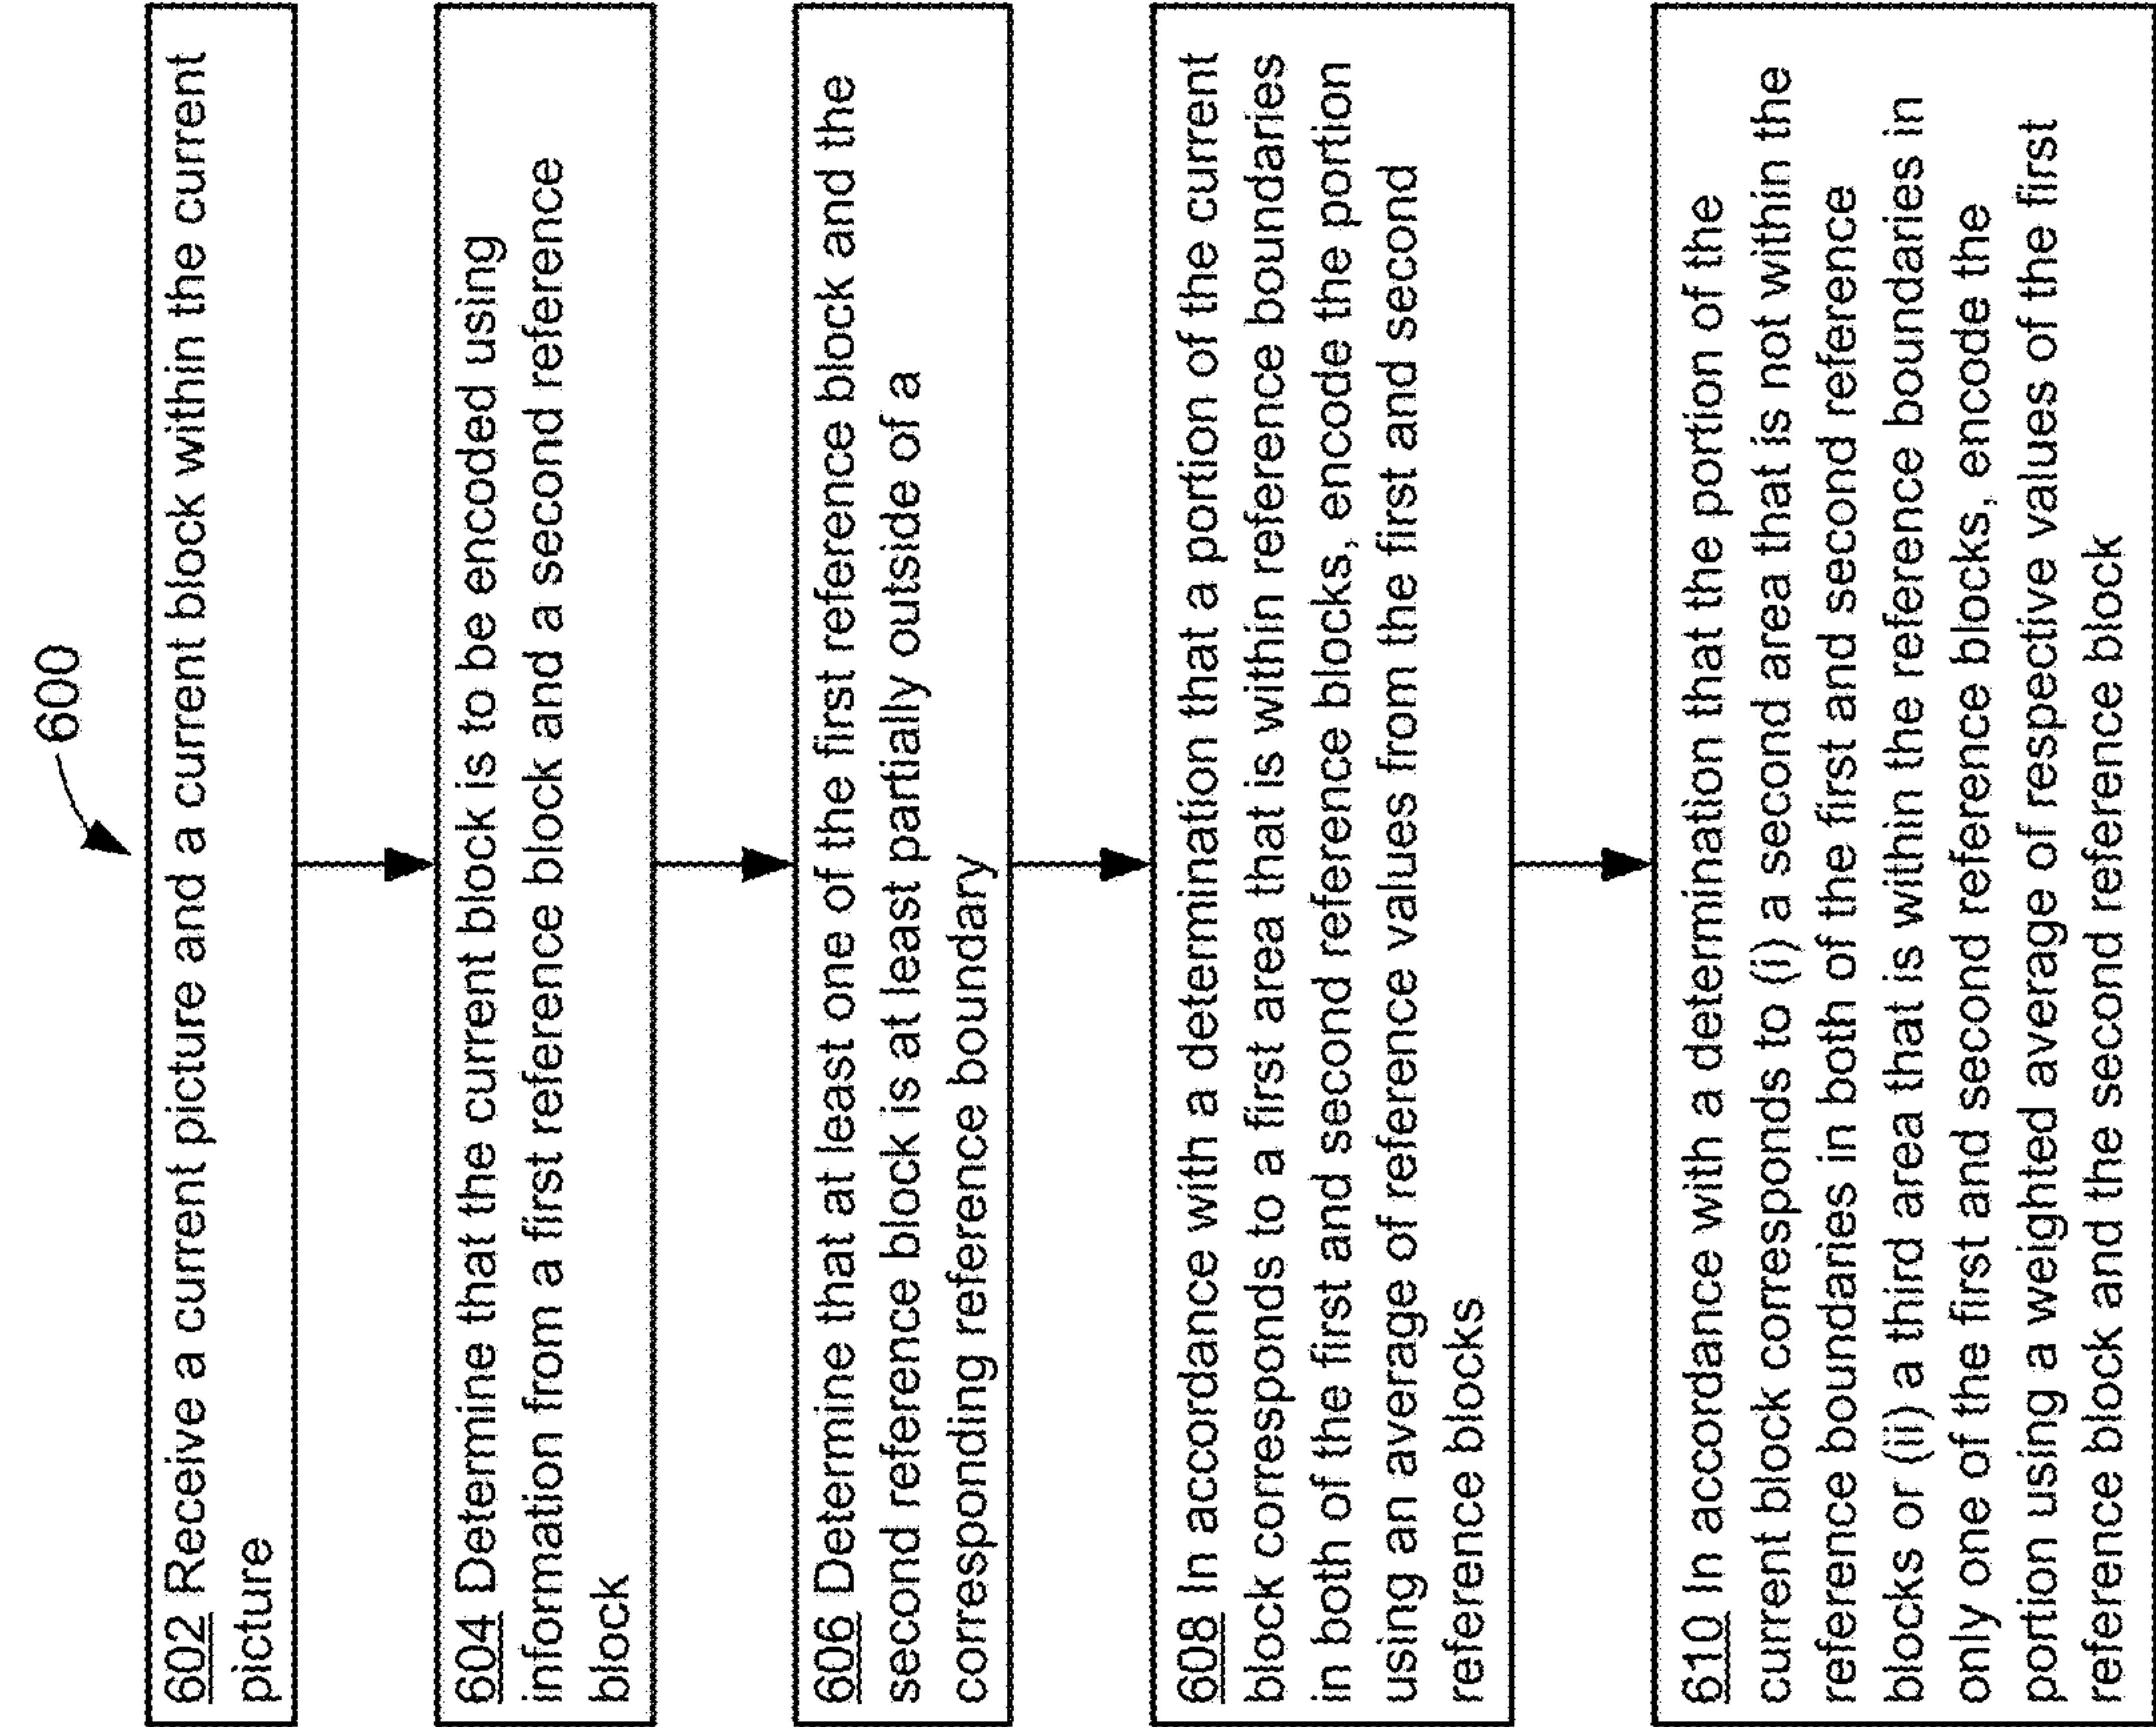 600
602 Receive a current picture and a current block within the current
picture
604 Determine that the current block is to be encoded using
information from a first reference block and a second reference
block
606 Determine that at least one of the first reference block and the
second reference block is at least partially outside of a
corresponding reference boundary
608 In accordance with a determination that a portion of the current
block corresponds to a first area that is within reference boundaries
in both of the first and second reference blocks, encode the portion
using an average of reference values from the first and second
reference blocks
610 In accordance with a determination that the portion of the
current block corresponds to (i) a second area that is not within the
reference boundaries in both of the first and second reference
blocks or (ii) a third area that is within the reference boundaries in
only one of the first and second reference blocks, encode the
portion using a weighted average of respective values of the first
reference block and the second reference block